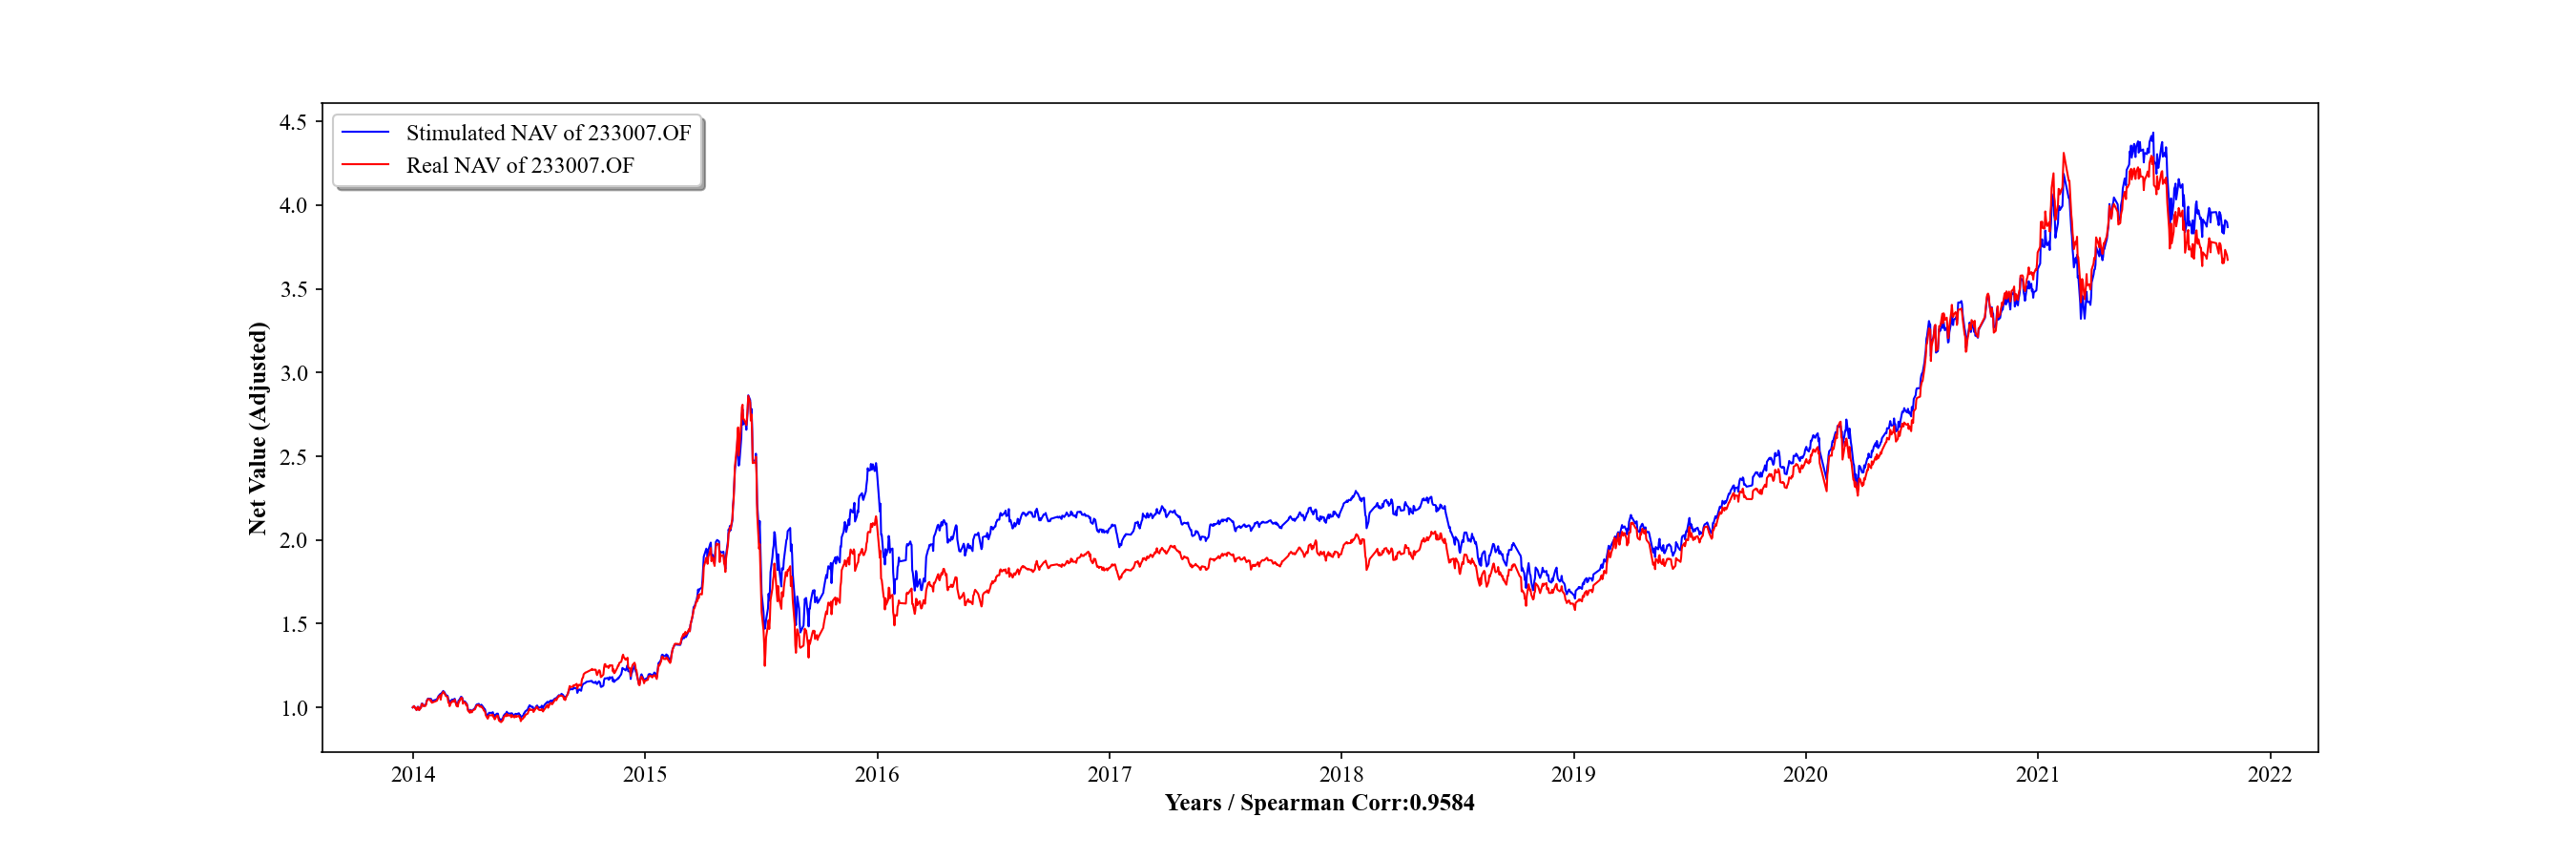 Stimulated NAV of 233007.OF
Real NAV of 233007.OF
4.5
4.0
3.5
3.0
2.5
2.0
1.5
1.0
Net Value (Adjusted)
2014 2015 2016 2017 2018 2019 2020 2021 2022
Years / Spearman Corr:0.9584